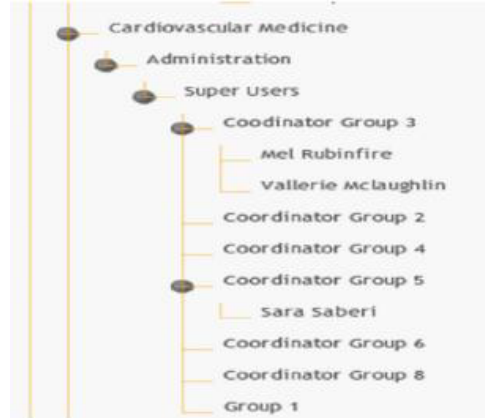 Cardiovascular Medicine
Administration
Super Users
Coodinator Group 3
Mel Rubinfire
Vallerie Mclaughlin
Coordinator Group 2
Coordinator Group 4
Coordinator Group 5
Sara Saberi
Coordinator Group 6
Coordinator Group 8
Group 1